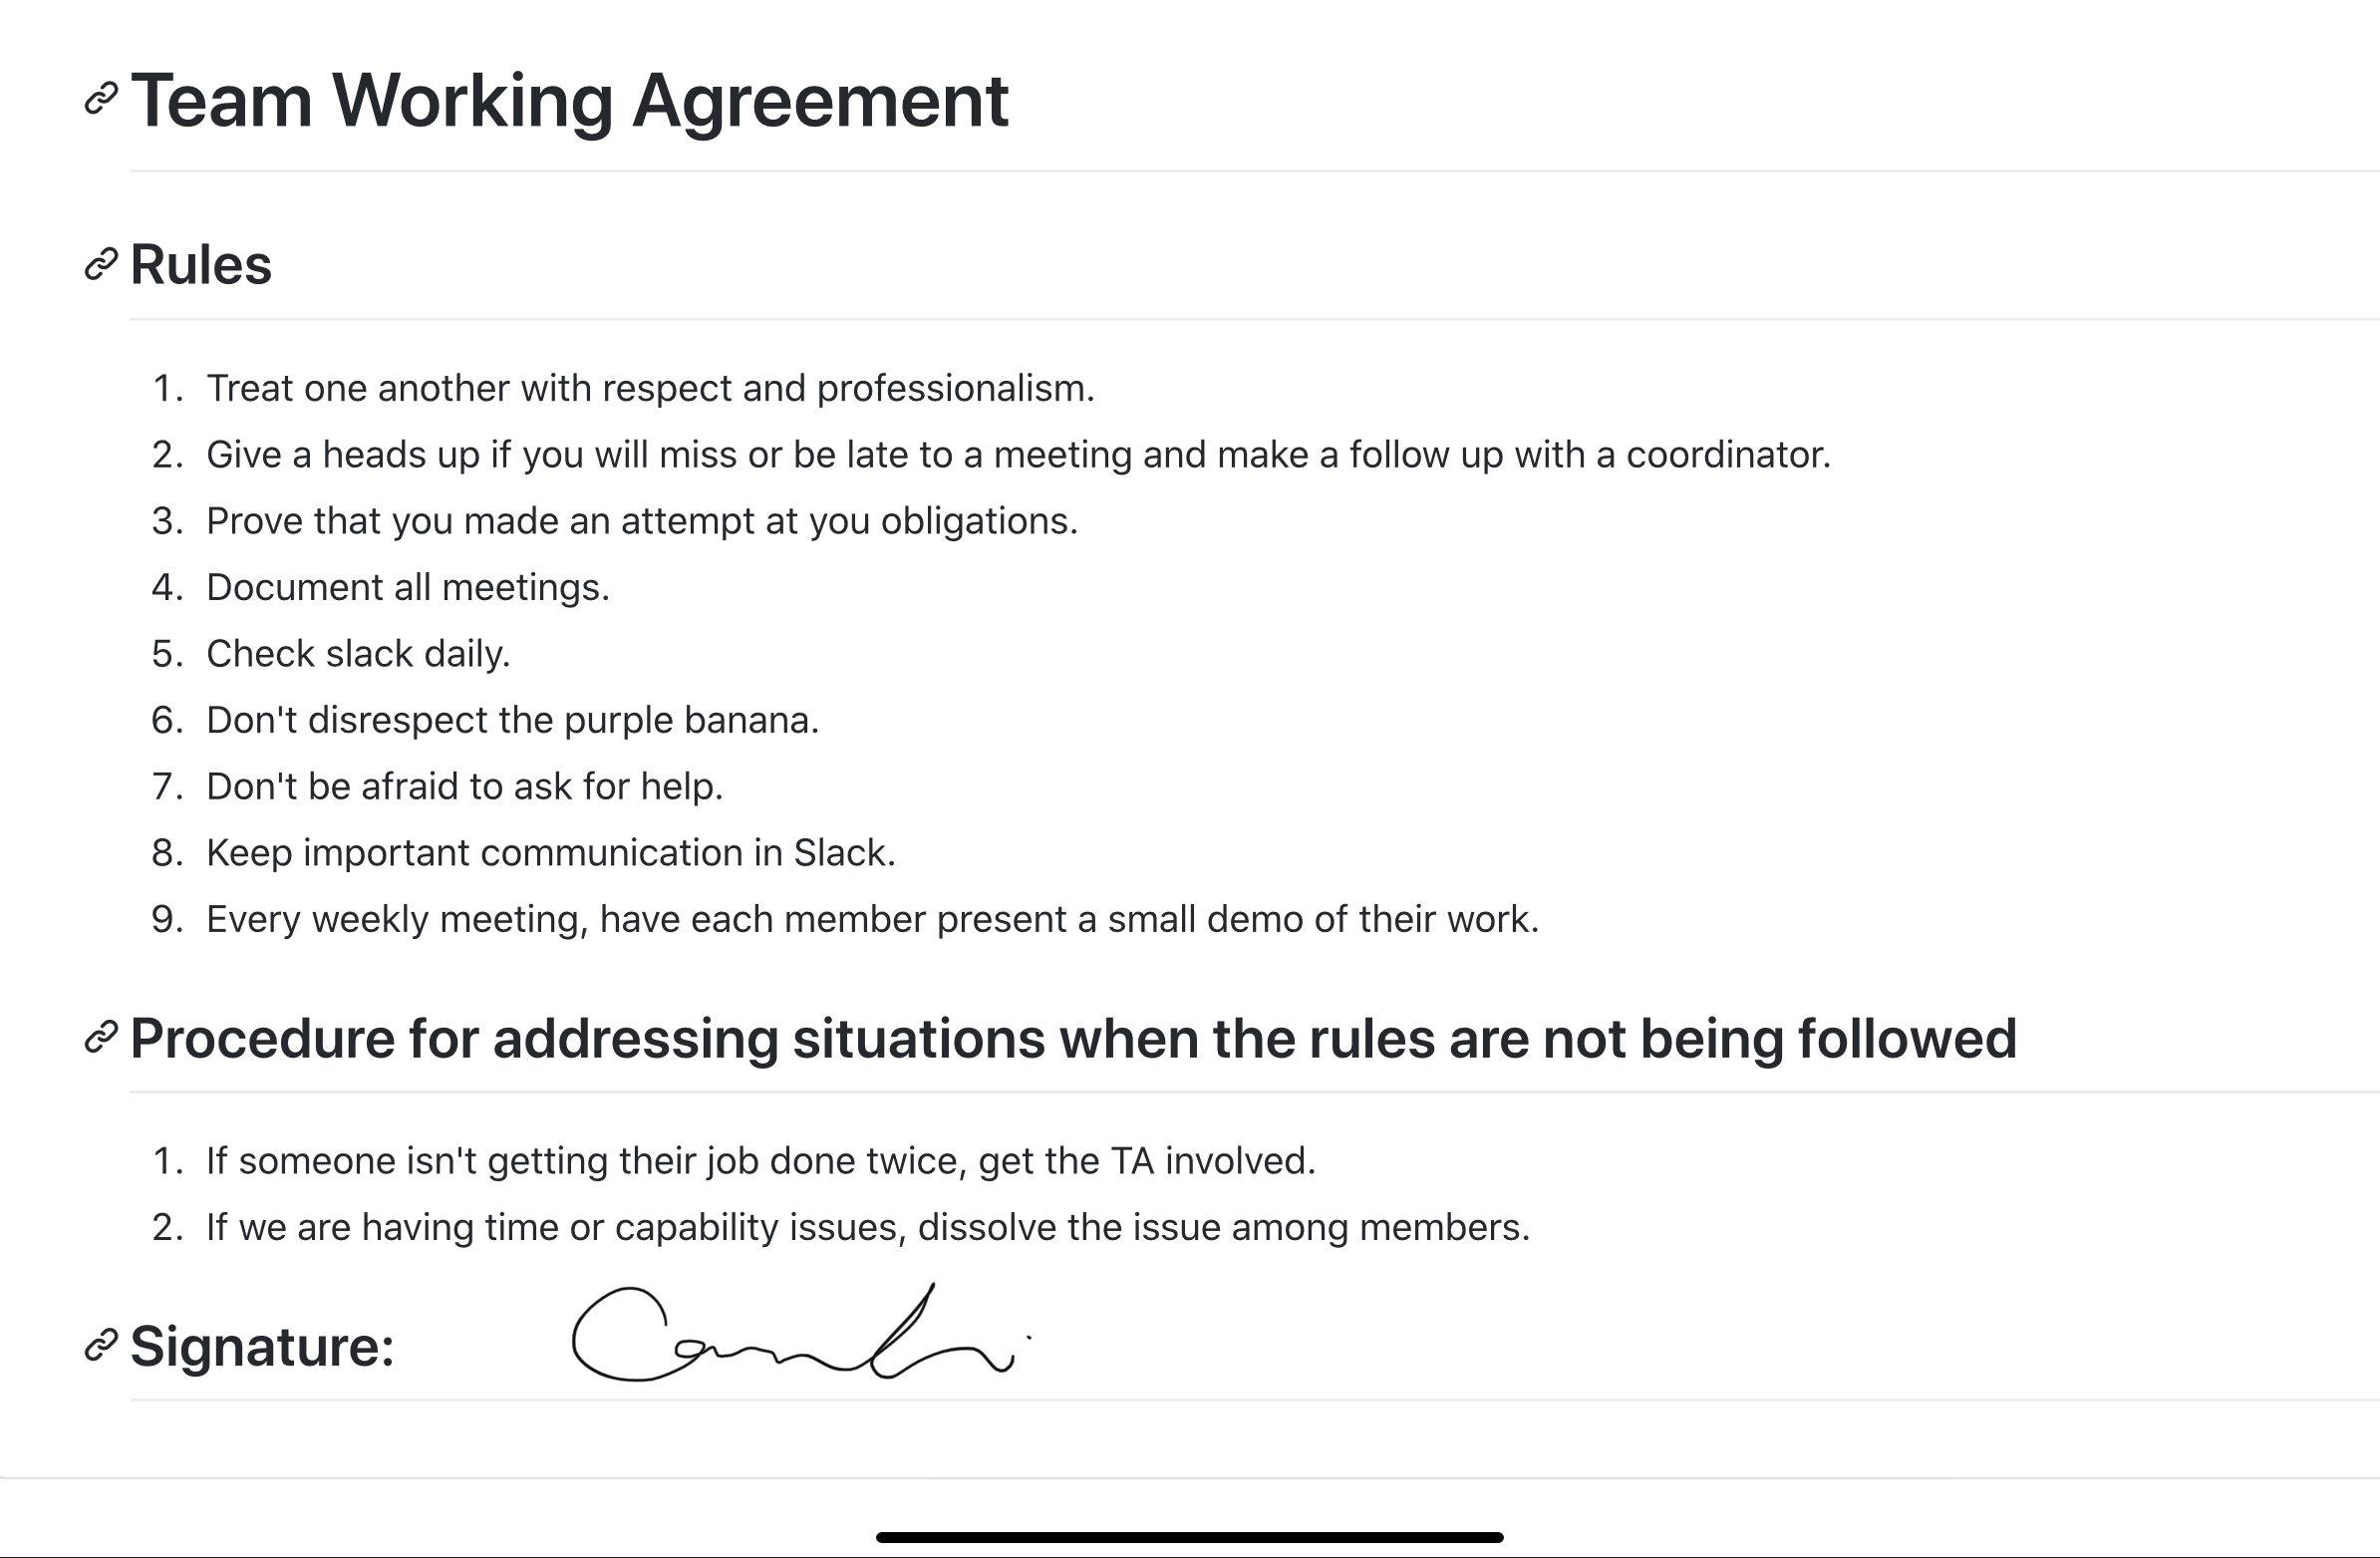 Team Working Agreement
Rules
1. Treat one another with respect and professionalism.
2. Give a heads up if you will miss or be late to a meeting and make a follow up with a coordinator.
3. Prove that you made an attempt at you obligations.
4. Document all meetings.
5. Check slack daily.
6. Don't disrespect the purple banana.
7. Don't be afraid to ask for help.
8. Keep important communication in Slack.
9. Every weekly meeting, have each member present a small demo of their work.
Procedure for addressing situations when the rules are not being followed
1. If someone isn't getting their job done twice, get the TA involved.
2. If we are having time or capability issues, dissolve the issue among members.
Signature: